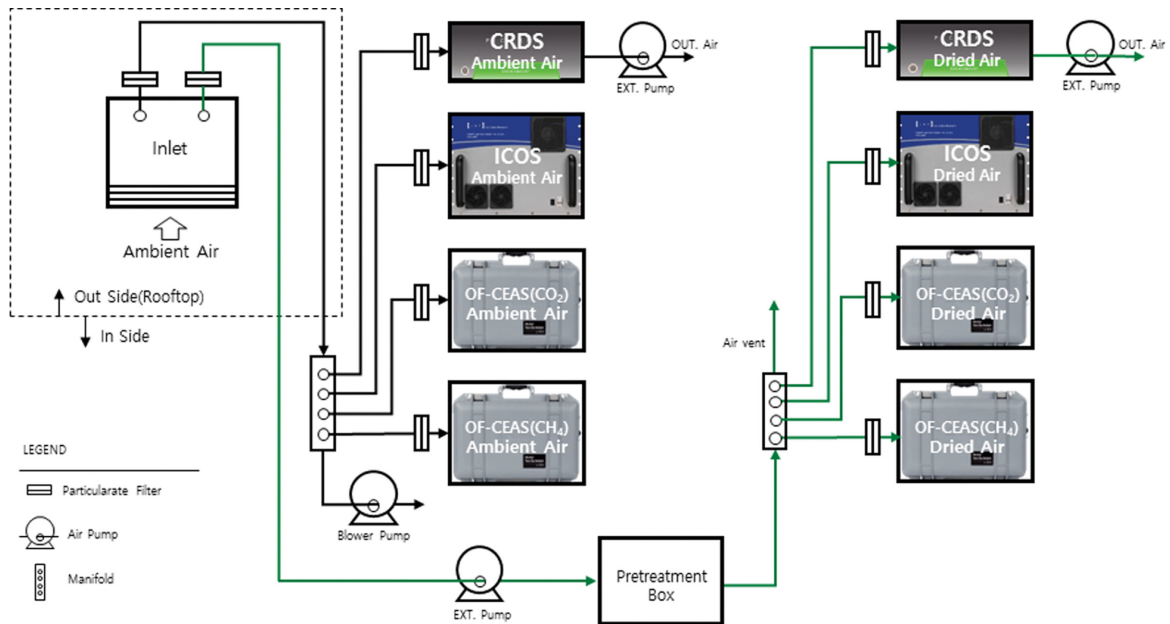 Inlet
Ambient Air
Out Side(Rooftop)
In Side
CRDS
Ambient Air
EXT. Pump
OUT. Air
ICOS
Ambient Air
OF-CEAS(CO₂)
Ambient Air
OF-CEAS(CH₄)
Ambient Air
Blower Pump
EXT. Pump
Pretreatment
Box
Air vent
CRDS
Dried Air
EXT. Pump
OUT. Air
ICOS
Dried Air
OF-CEAS(CO₂)
Dried Air
OF-CEAS(CH₄)
Dried Air
LEGEND
Particularate Filter
Air Pump
Manifold